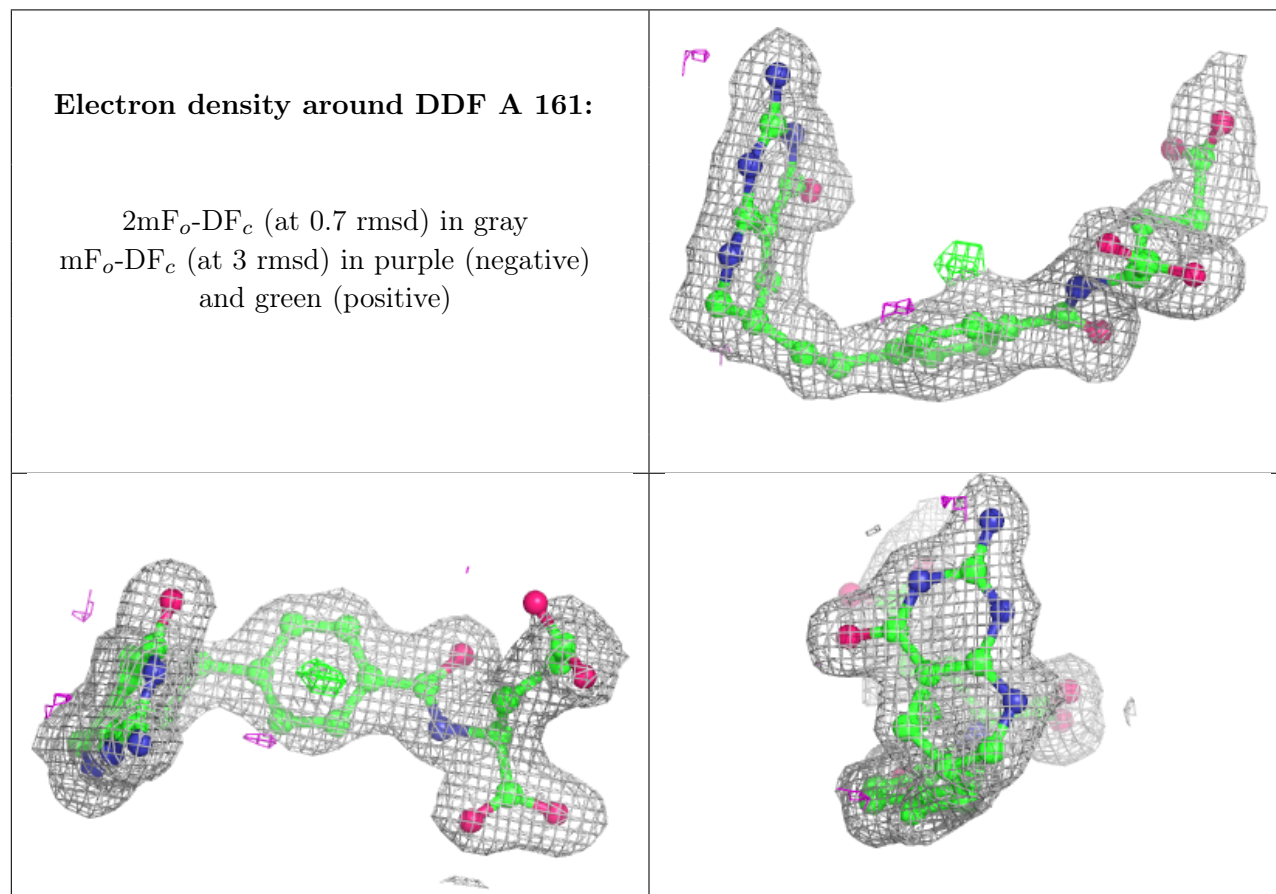 Electron density around DDF A 161:
2mFo-DFc (at 0.7 rmsd) in gray
mFo-DFc (at 3 rmsd) in purple (negative)
and green (positive)